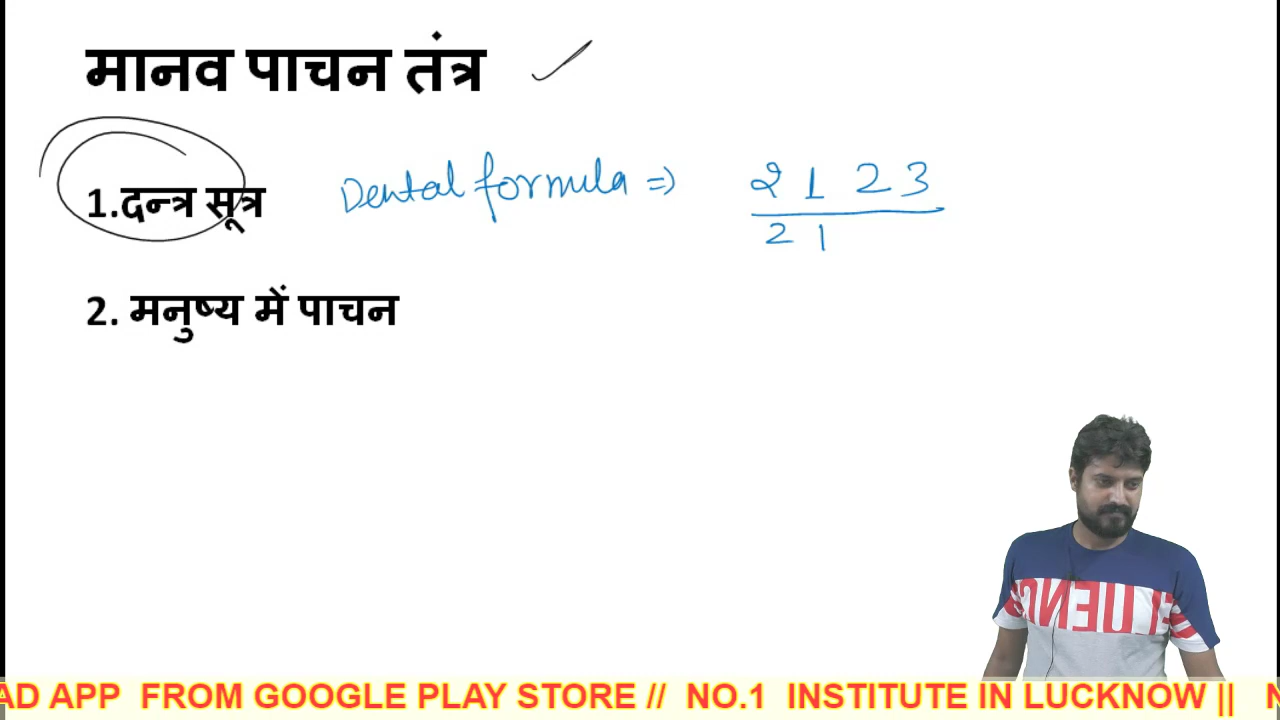 मानव पाचन तंत्र
1.दन्त्र सूत्र Dental formula => 2 1 2 3
2 1
2. मनुष्य में पाचन
AD APP FROM GOOGLE PLAY STORE // NO.1 INSTITUTE IN LUCKNOW || N